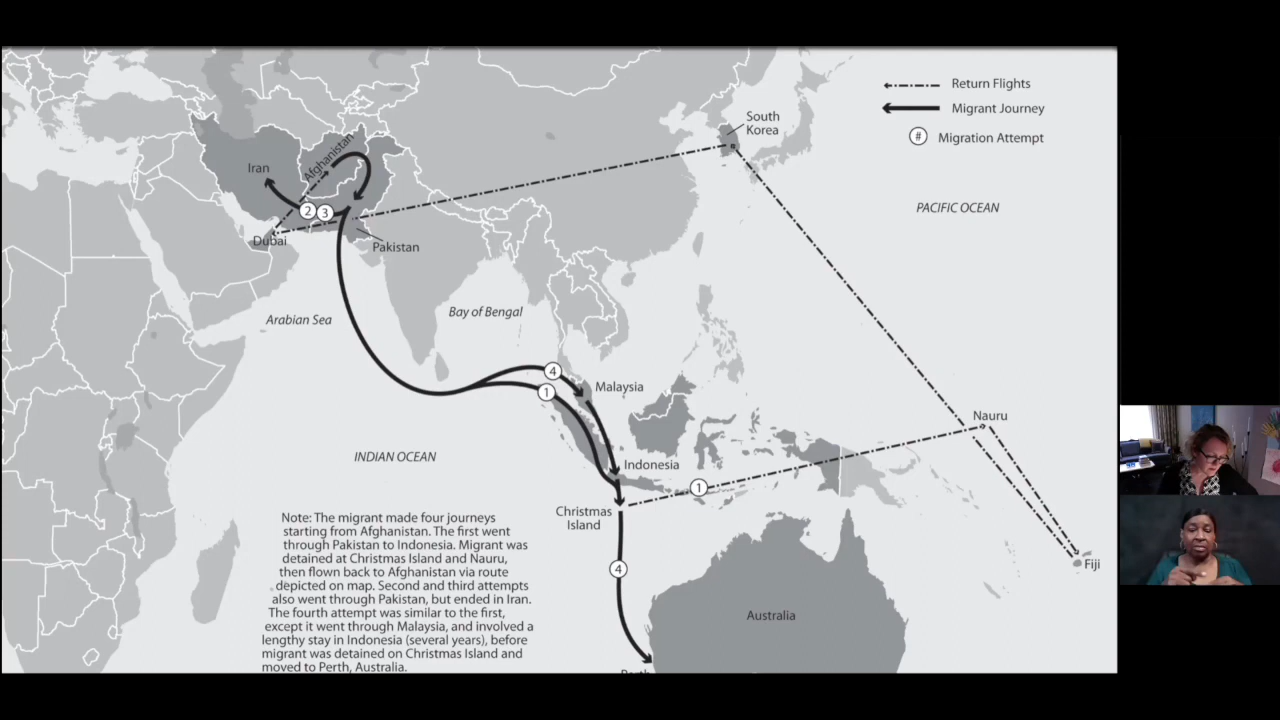 Return Flights
Migrant Journey
# Migration Attempt
South
Korea
Afghanistan
Iran
2 3
Dubai
Pakistan
PACIFIC OCEAN
Arabian Sea
Bay of Bengal
4
Malaysia
1
Nauru
INDIAN OCEAN
Indonesia
1
Christmas
Island
4
Fiji
Australia
Perth
Note: The migrant made four journeys
starting from Afghanistan. The first went
through Pakistan to Indonesia. Migrant was
detained at Christmas Island and Nauru,
then flown back to Afghanistan via route
depicted on map. Second and third attempts
also went through Pakistan, but ended in Iran.
The fourth attempt was similar to the first,
except it went through Malaysia, and involved a
lengthy stay in Indonesia (several years), before
migrant was detained on Christmas Island and
moved to Perth, Australia.